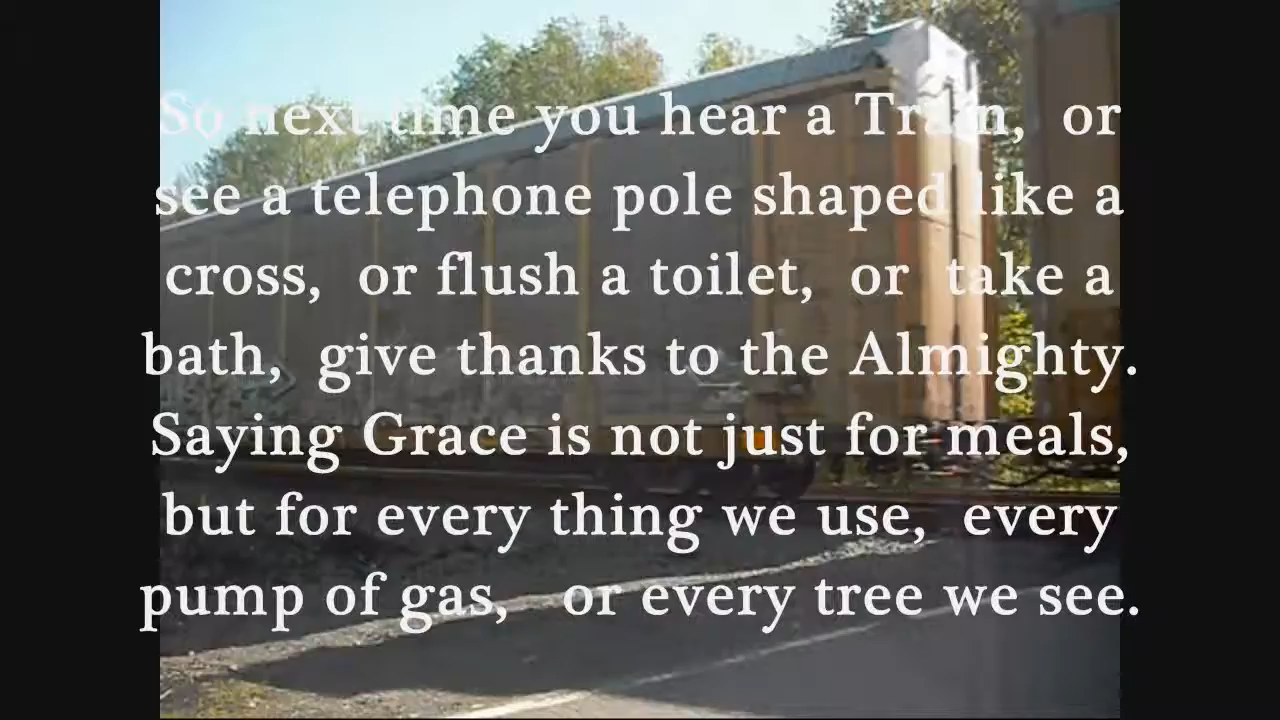 So next time you hear a Train,  or
see a telephone pole shaped like a
cross,  or flush a toilet,  or  take a
bath,  give thanks to the Almighty.
Saying Grace is not just for meals,
but for every thing we use,  every
pump of gas,   or every tree we see.